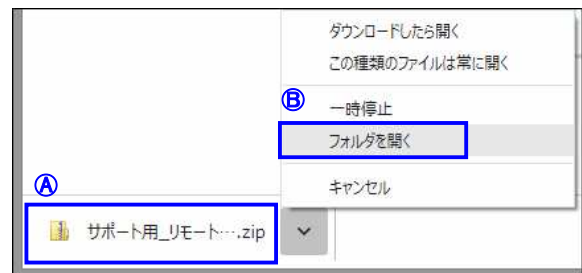 ダウンロードしたら開く
この種類のファイルは常に開く
Ⓑ
一時停止
フォルダを開く
キャンセル
Ⓐ
サポート用_リモート….zip